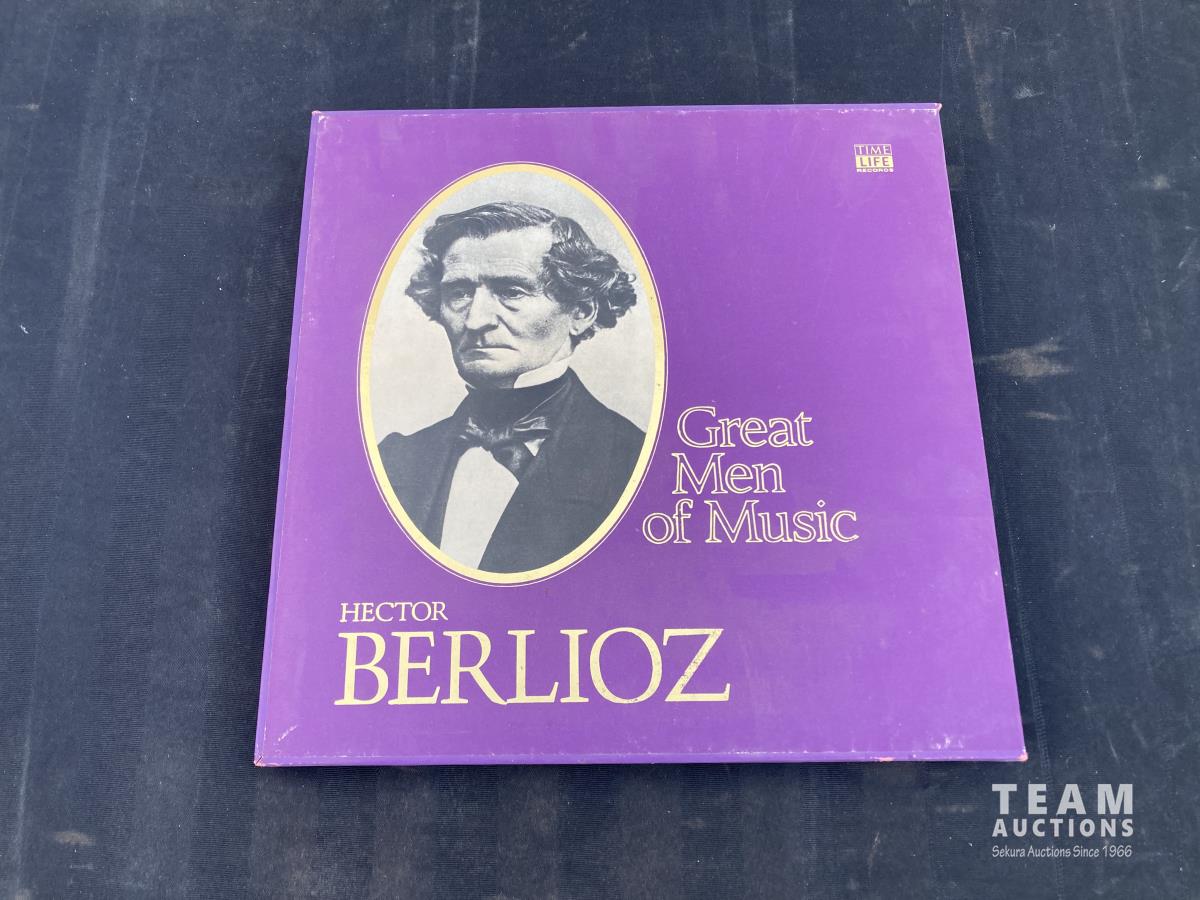 TIME
LIFE
RECORDS
Great
Men
of Music
HECTOR
BERLIOZ
TEAM
AUCTIONS
Sekura Auctions Since 1966